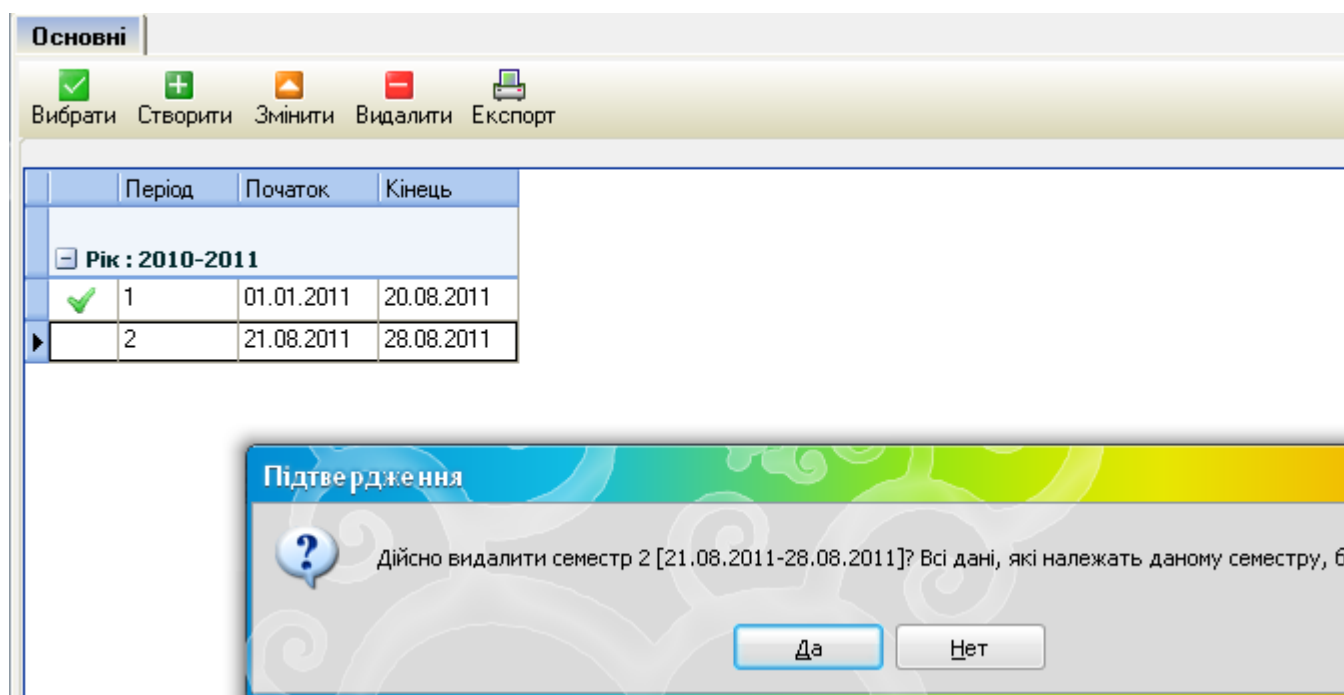 Основні
Вибрати Створити Змінити Видалити Експорт
Період Початок Кінець
Рік : 2010-2011
1 01.01.2011 20.08.2011
2 21.08.2011 28.08.2011
Підтвердження
Дійсно видалити семестр 2 [21.08.2011-28.08.2011]? Всі дані, які належать даному семестру,
Да Нет